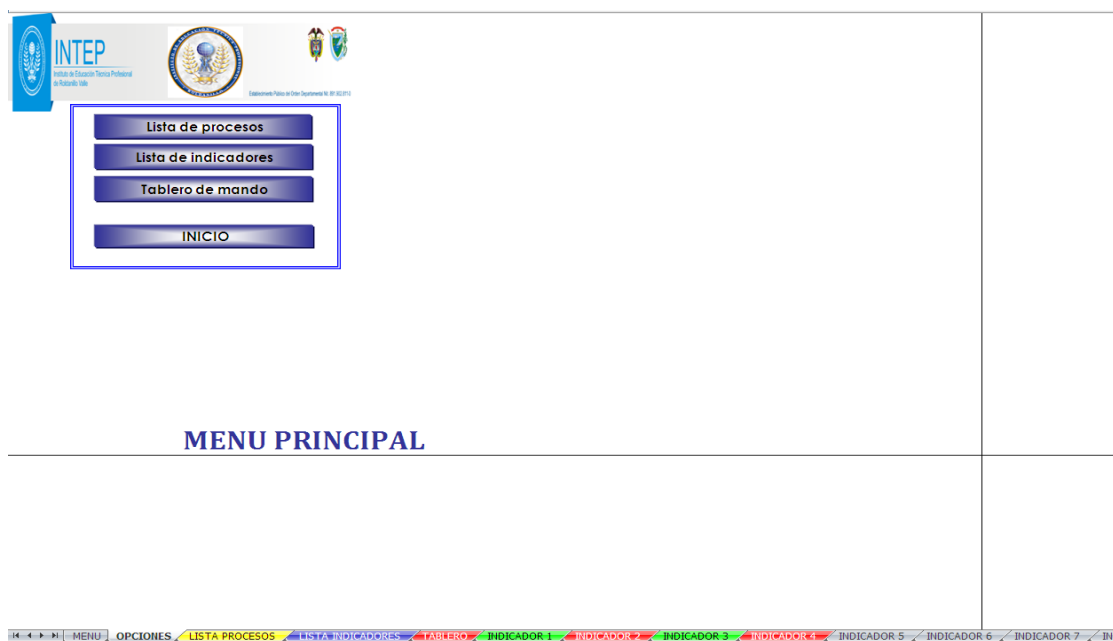 INTEP
Instituto de Educación Técnica Profesional
de Roldanillo Valle
Lista de procesos
Lista de indicadores
Tablero de mando
INICIO
MENU PRINCIPAL
MENU OPCIONES LISTA PROCESOS LISTA INDICADORES TABLERO INDICADOR 1 INDICADOR 2 INDICADOR 3 INDICADOR 4 INDICADOR 5 INDICADOR 6 INDICADOR 7 IN